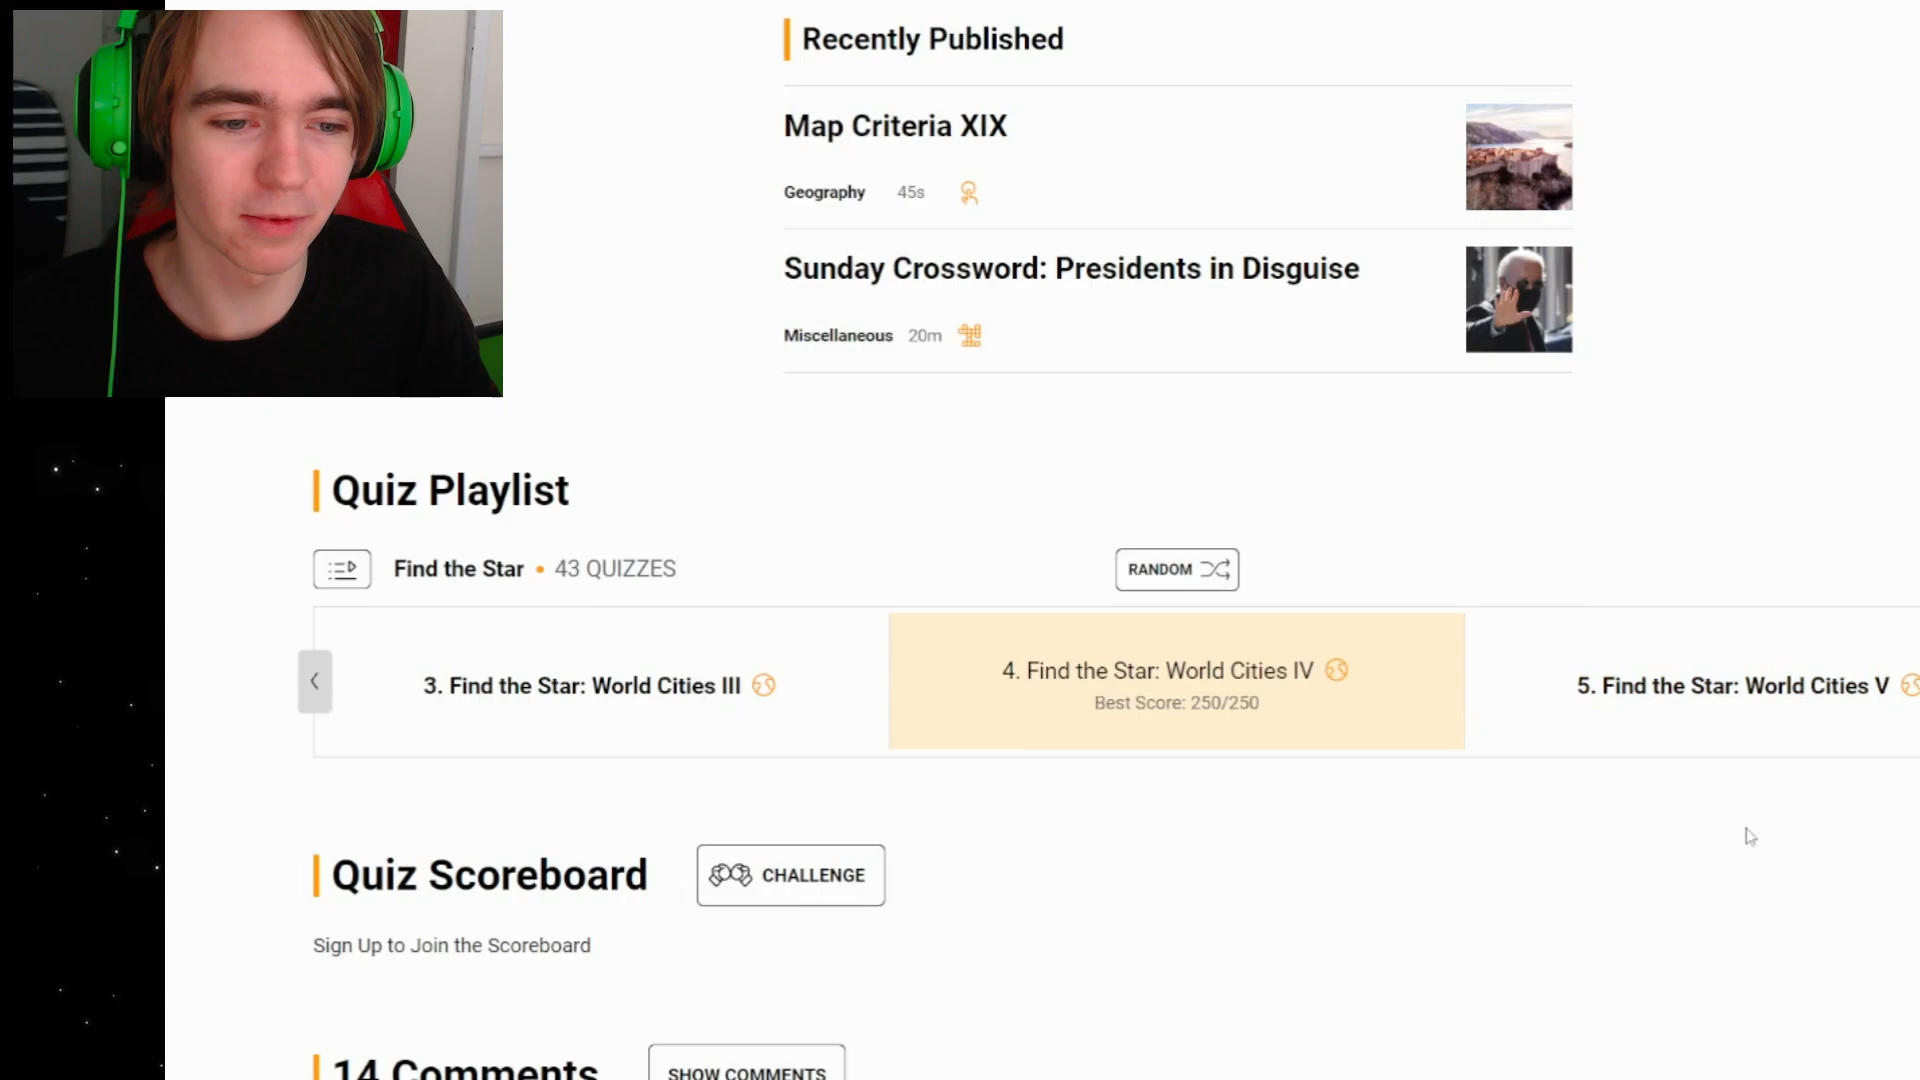 Recently Published
Map Criteria XIX
Geography 45s
Sunday Crossword: Presidents in Disguise
Miscellaneous 20m
Quiz Playlist
Find the Star • 43 QUIZZES
RANDOM
3. Find the Star: World Cities III
4. Find the Star: World Cities IV
Best Score: 250/250
5. Find the Star: World Cities V
Quiz Scoreboard
CHALLENGE
Sign Up to Join the Scoreboard
14 Comments
SHOW COMMENTS